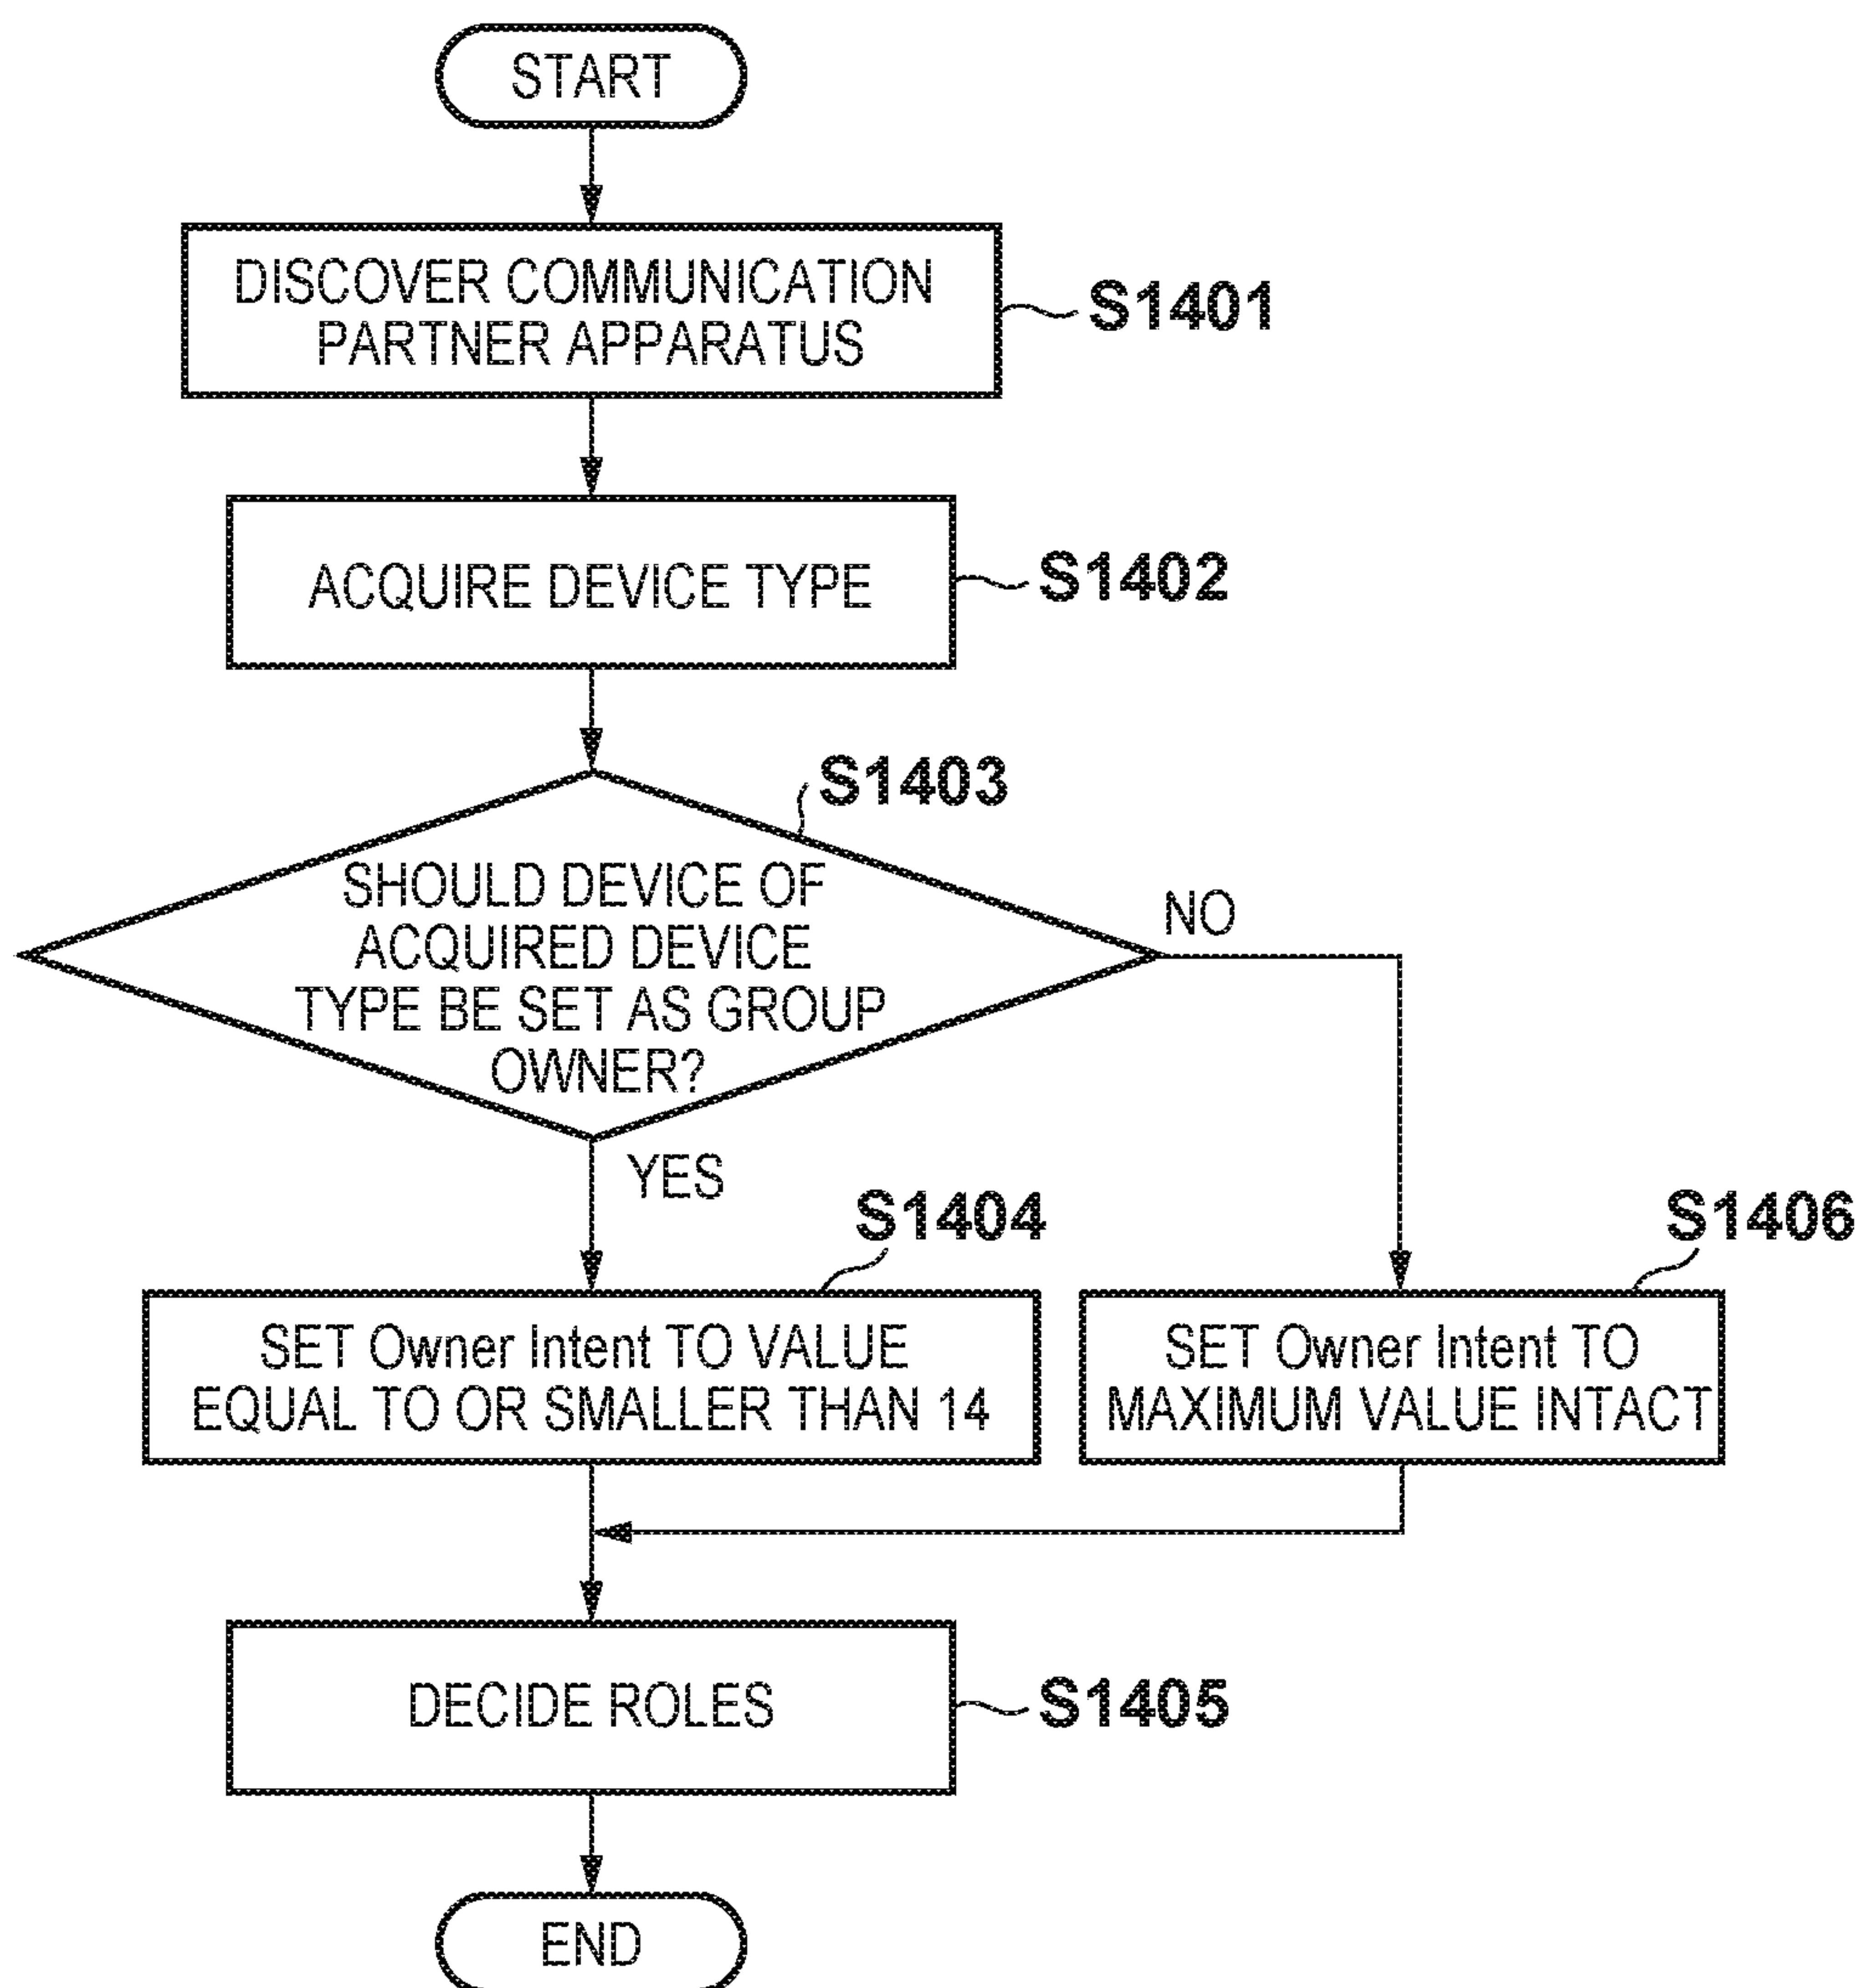 START
DISCOVER COMMUNICATION
PARTNER APPARATUS
S1401
ACQUIRE DEVICE TYPE
S1402
S1403
SHOULD DEVICE OF
ACQUIRED DEVICE
TYPE BE SET AS GROUP
OWNER?
NO
YES
S1404
SET Owner Intent TO VALUE
EQUAL TO OR SMALLER THAN 14
S1406
SET Owner Intent TO
MAXIMUM VALUE INTACT
DECIDE ROLES
S1405
END